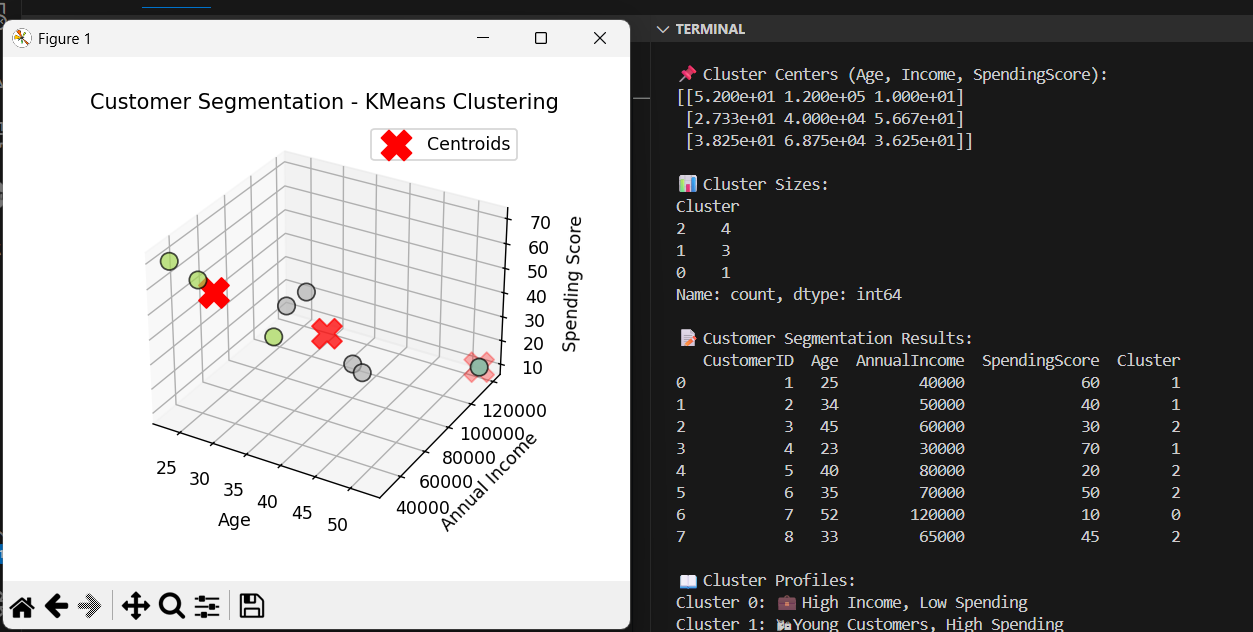 Figure 1
Customer Segmentation - KMeans Clustering
Centroids
70
60
50
40
30
20
10
Spending Score
120000
100000
80000
60000
40000
Annual Income
25
30
35
40
45
50
Age
TERMINAL
Cluster Centers (Age, Income, SpendingScore):
[[5.200e+01 1.200e+05 1.000e+01]
[2.733e+01 4.000e+04 5.667e+01]
[3.825e+01 6.875e+04 3.625e+01]]
Cluster Sizes:
Cluster
2 4
1 3
0 1
Name: count, dtype: int64
Customer Segmentation Results:
CustomerID Age AnnualIncome SpendingScore Cluster
0 1 25 40000 60 1
1 2 34 50000 40 1
2 3 45 60000 30 2
3 4 23 30000 70 1
4 5 40 80000 20 2
5 6 35 70000 50 2
6 7 52 120000 10 0
7 8 33 65000 45 2
Cluster Profiles:
Cluster 0: 💼 High Income, Low Spending
Cluster 1: 🛍Young Customers, High Spending